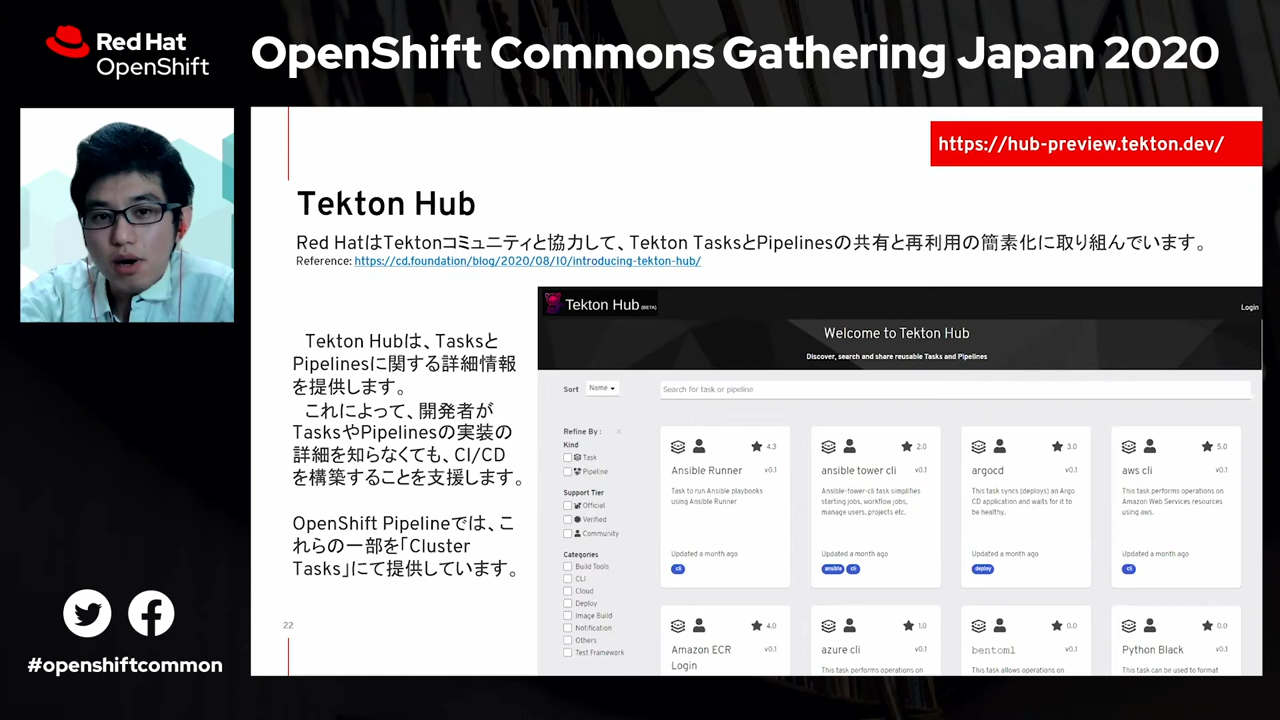 Red Hat
OpenShift
OpenShift Commons Gathering Japan 2020
https://hub-preview.tekton.dev/
Tekton Hub
Red HatはTektonコミュニティと協力して、Tekton TasksとPipelinesの共有と再利用の簡素化に取り組んでいます。
Reference: https://cd.foundation/blog/2020/08/10/introducing-tekton-hub/
Tekton Hubは、Tasksと
Pipelinesに関する詳細情報
を提供します。
これによって、開発者が
TasksやPipelinesの実装の
詳細を知らなくても、CI/CD
を構築することを支援します。
OpenShift Pipelineでは、こ
れらの一部を「Cluster
Tasks」にて提供しています。
22
Tekton Hub (BETA)
Login
Welcome to Tekton Hub
Discover, search and share reusable Tasks and Pipelines
Sort Name
Search for task or pipeline
Refine By :
Kind
Task
Pipeline
Support Tier
Official
Verified
Community
Categories
Build Tools
CLI
Cloud
Deploy
Image Build
Notification
Others
Test Framework
4.3
Ansible Runner v0.1
Task to run Ansible playbooks
using Ansible Runner
Updated a month ago
cli
2.0
ansible tower cli v0.1
Ansible-tower-cli task simplifies
starting jobs, workflow jobs,
manage users, projects etc.
Updated a month ago
ansible cli
3.0
argocd v0.1
This task syncs (deploys) an Argo
CD application and waits for it to
be healthy.
Updated a month ago
deploy
5.0
aws cli v0.1
This task performs operations on
Amazon Web Services resources
using aws.
Updated a month ago
cli
4.0
Amazon ECR v0.1
Login
1.0
azure cli v0.1
This task performs operations on
0.0
bentoml v0.1
This task allows operations on
0.0
Python Black v0.1
This task can be used to format
#openshiftcommon